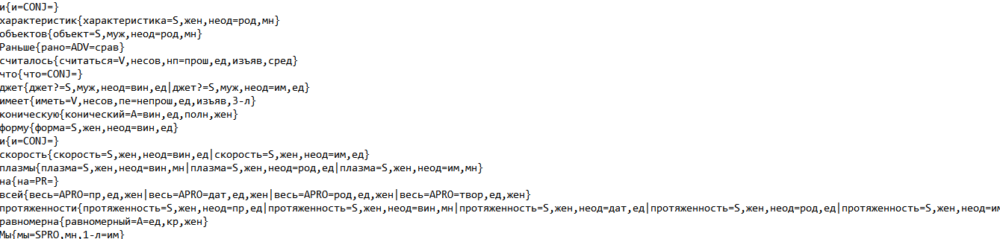 и{и=CONJ=}
характеристик{характеристика=S,жен,неод=род,мн}
объектов{объект=S,муж,неод=род,мн}
Раньше{рано=ADV=срав}
считалось{считаться=V,несов,нп=прош,ед,изъяв,сред}
что{что=CONJ=}
джет{джет?=S,муж,неод=вин,ед|джет?=S,муж,неод=им,ед}
имеет{иметь=V,несов,пе=непрош,ед,изъяв,3-л}
коническую{конический=A=вин,ед,полн,жен}
форму{форма=S,жен,неод=вин,ед}
и{и=CONJ=}
скорость{скорость=S,жен,неод=вин,ед|скорость=S,жен,неод=им,ед}
плазмы{плазма=S,жен,неод=вин,мн|плазма=S,жен,неод=род,ед|плазма=S,жен,неод=им,мн}
на{на=PR=}
всей{весь=APRO=пр,ед,жен|весь=APRO=дат,ед,жен|весь=APRO=род,ед,жен|весь=APRO=твор,ед,жен}
протяженности{протяженность=S,жен,неод=пр,ед|протяженность=S,жен,неод=вин,мн|протяженность=S,жен,неод=дат,ед|протяженность=S,жен,неод=род,ед|протяженность=S,жен,неод=им
равномерна{равномерный=A=ед,кр,жен}
Мы{мы=SPRO,мн,1-л=им}